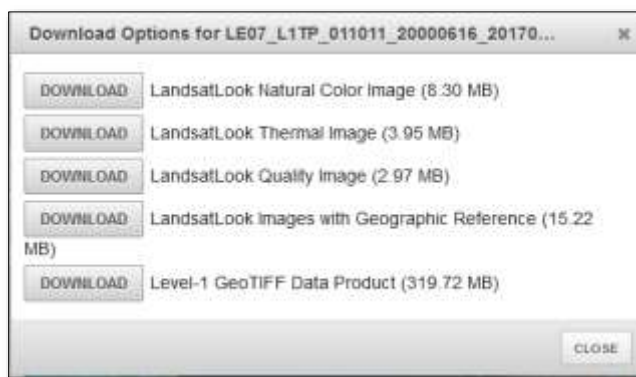 Download Options for LE07_L1TP_011011_20000616_20170...
×
DOWNLOAD LandsatLook Natural Color Image (8.30 MB)
DOWNLOAD LandsatLook Thermal Image (3.95 MB)
DOWNLOAD LandsatLook Quality Image (2.97 MB)
DOWNLOAD LandsatLook Images with Geographic Reference (15.22
MB)
DOWNLOAD Level-1 GeoTIFF Data Product (319.72 MB)
CLOSE